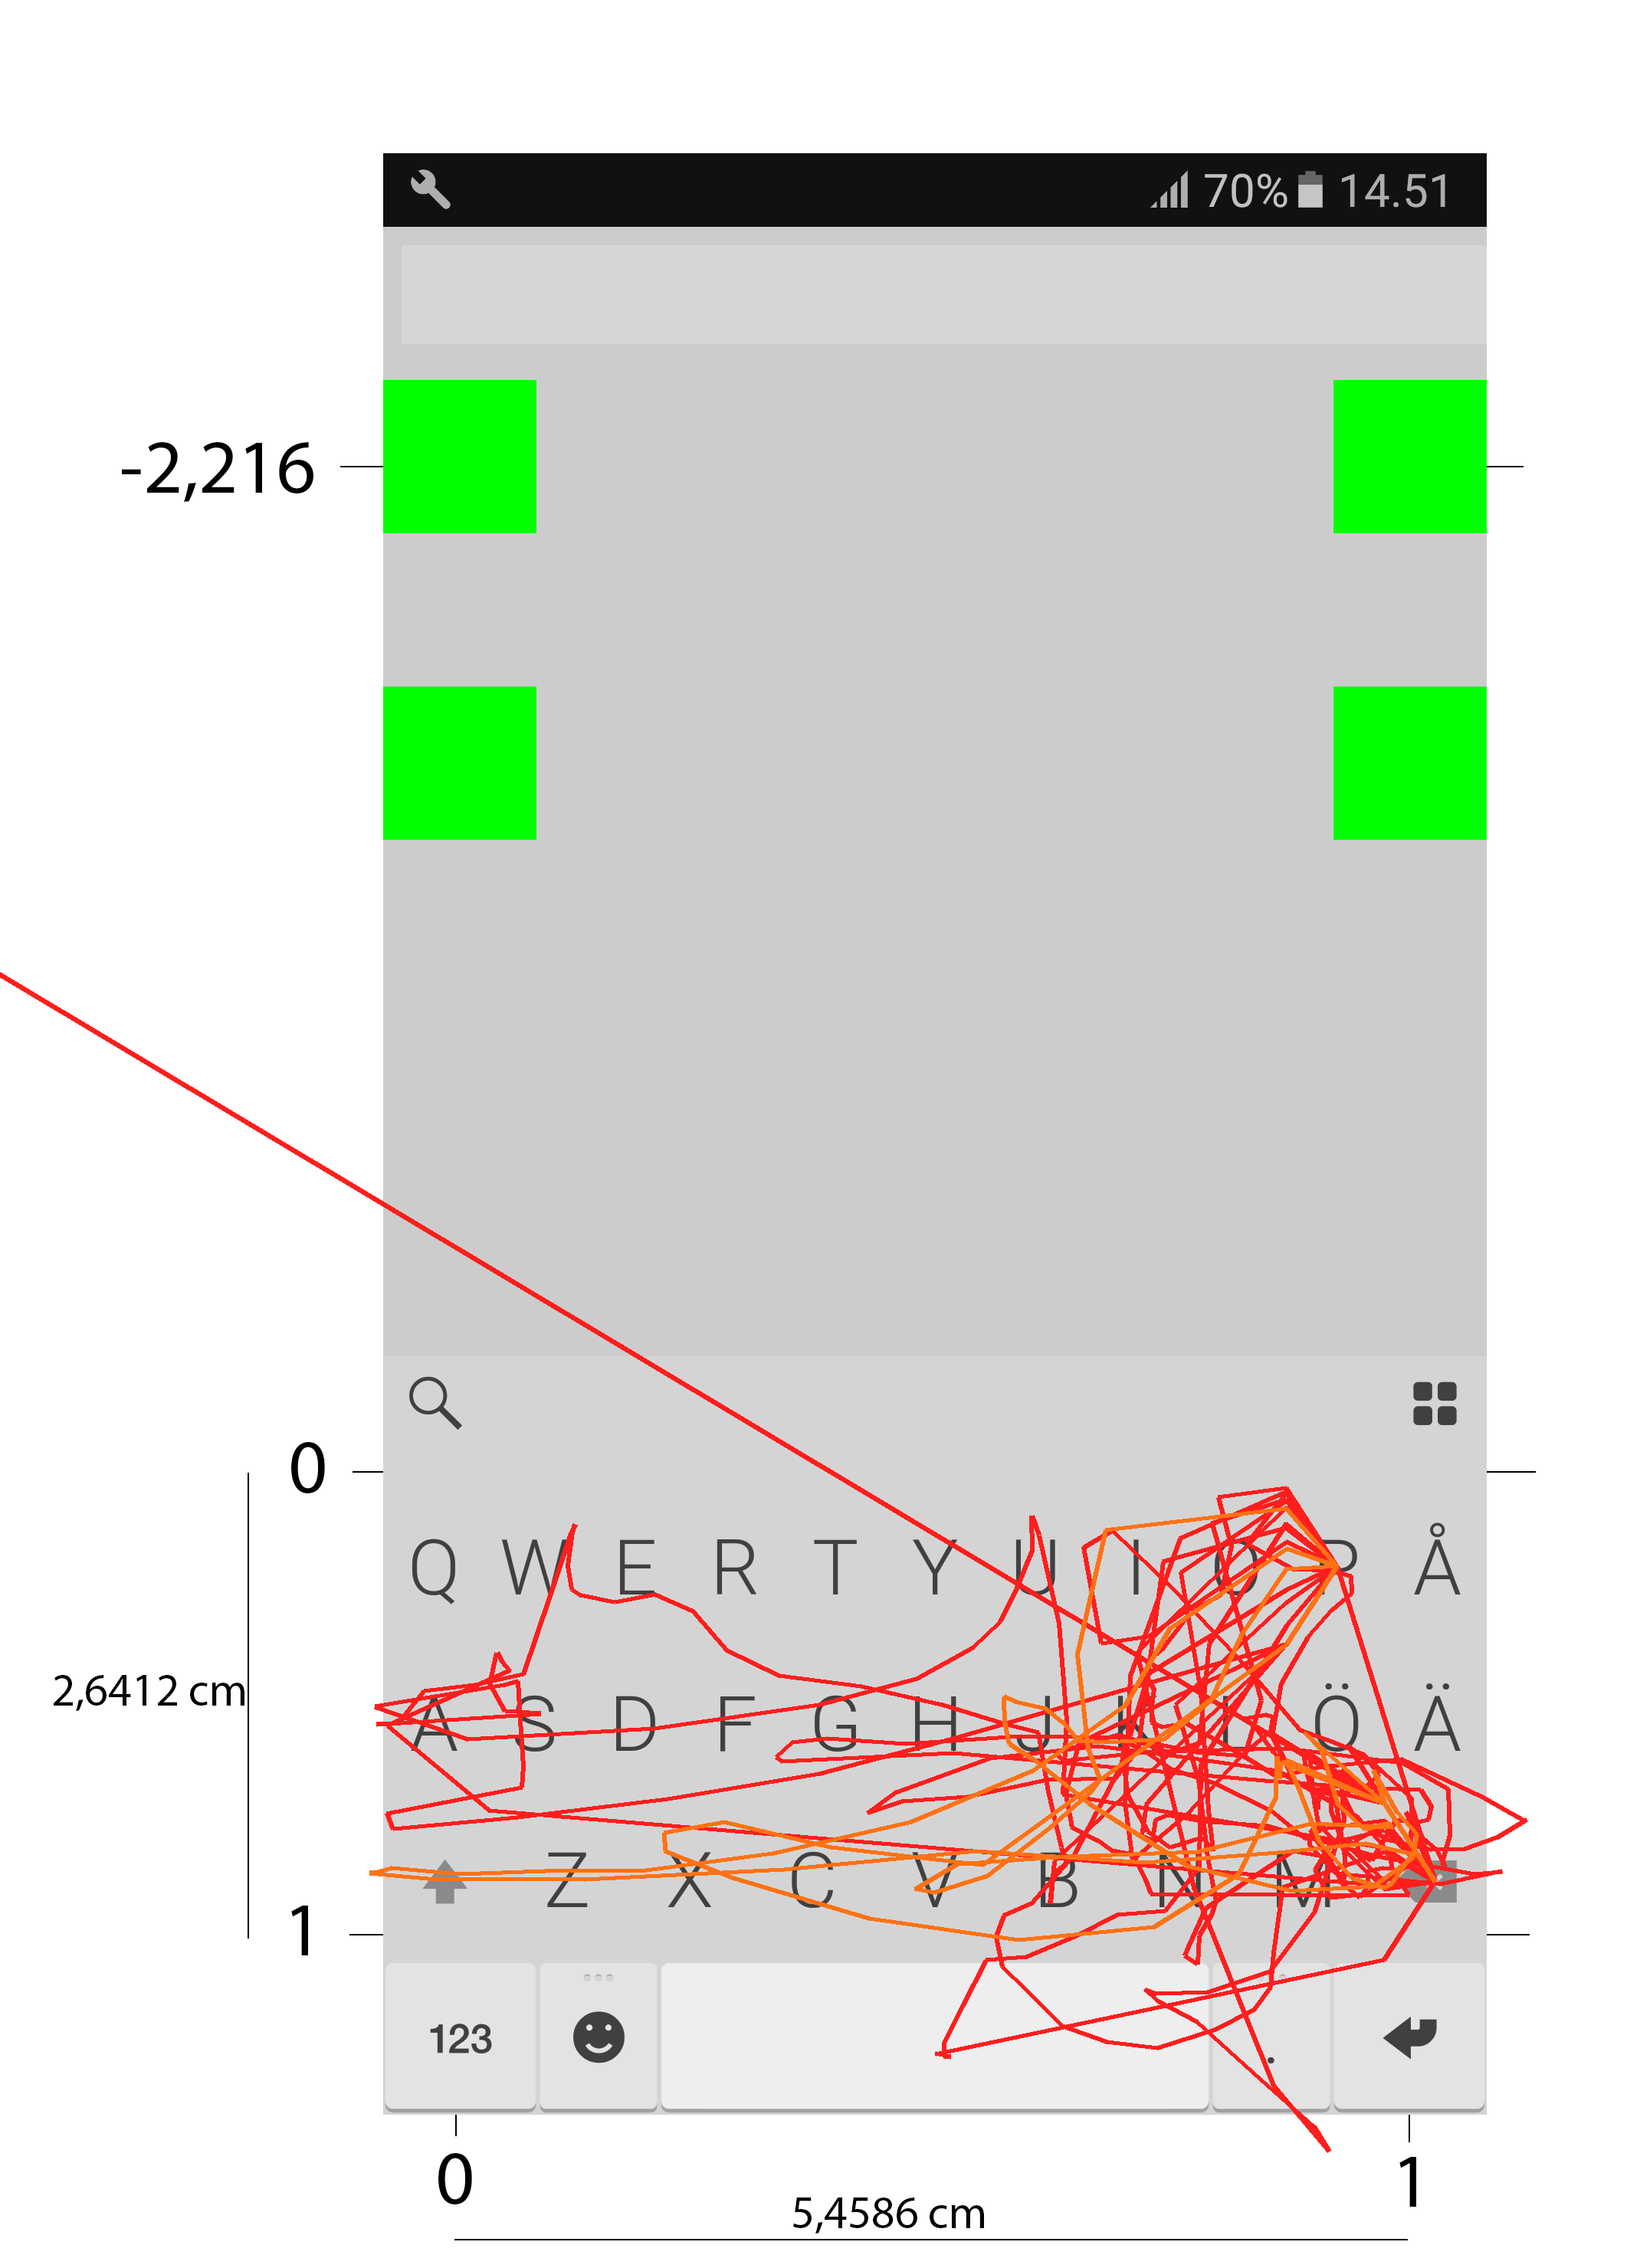 70% 14.51
-2,216
0
Q W E R T Y U I O P Å
2,6412 cm
A S D F G H J K L Ö Ä
Z X C V B N M
1
123 .
0 1
5,4586 cm